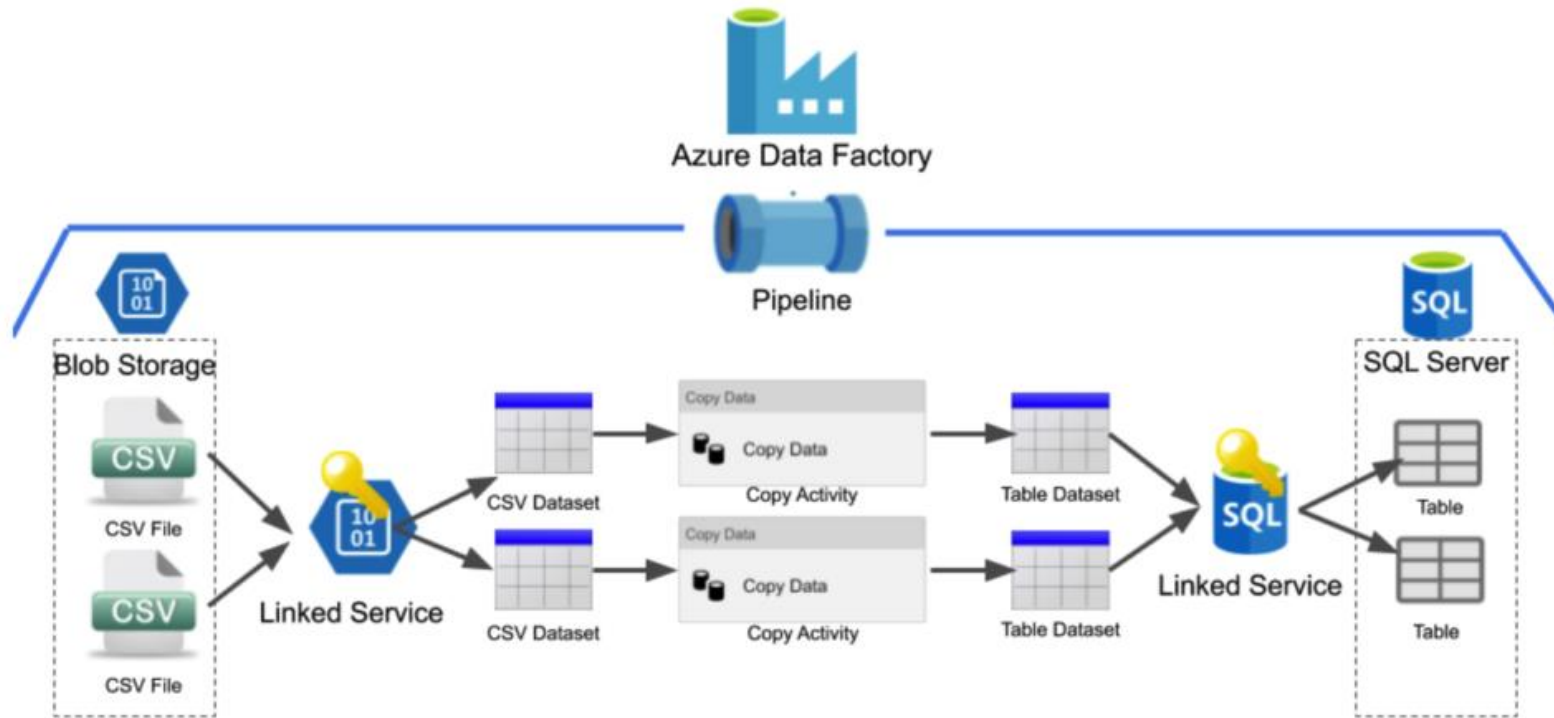 Azure Data Factory
Pipeline
10
01
Blob Storage
CSV
CSV File
CSV
CSV File
10
01
Linked Service
CSV Dataset
CSV Dataset
Copy Data
Copy Data
Copy Activity
Copy Data
Copy Data
Copy Activity
Table Dataset
Table Dataset
SQL
Linked Service
SQL
SQL Server
Table
Table